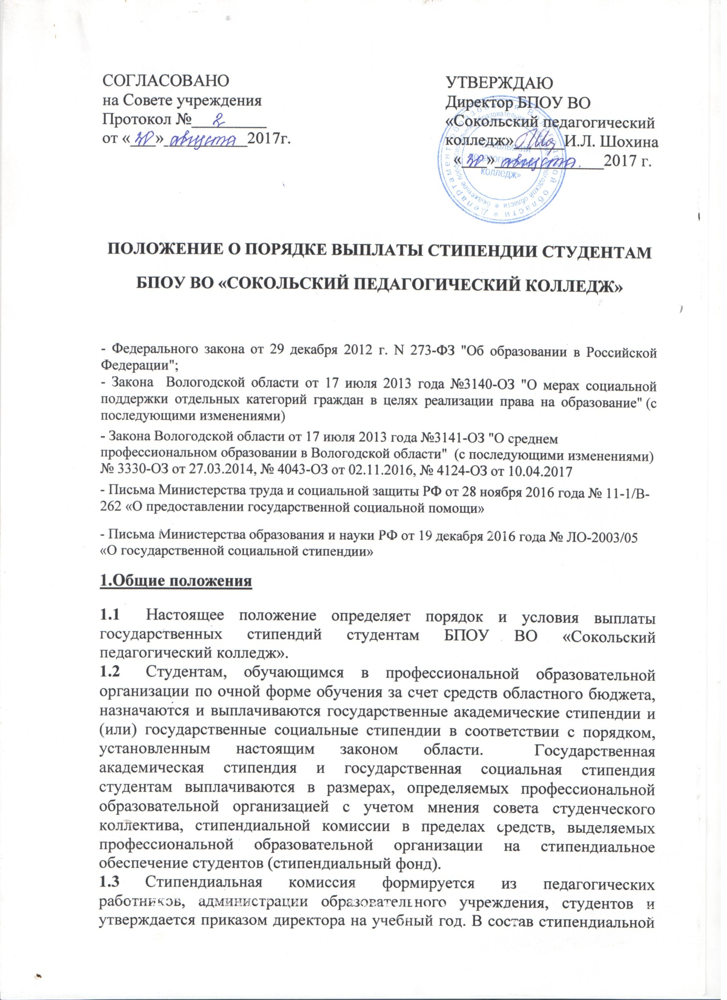 СОГЛАСОВАНО
на Совете учреждения
Протокол № 2
от «30» августа 2017г.
УТВЕРЖДАЮ
Директор БПОУ ВО
«Сокольский педагогический
колледж» И.Л. Шохина
«30» августа 2017 г.
«Сокольский
педагогический
колледж»
ПОЛОЖЕНИЕ О ПОРЯДКЕ ВЫПЛАТЫ СТИПЕНДИИ СТУДЕНТАМ
БПОУ ВО «СОКОЛЬСКИЙ ПЕДАГОГИЧЕСКИЙ КОЛЛЕДЖ»
- Федерального закона от 29 декабря 2012 г. N 273-ФЗ "Об образовании в Российской
Федерации";
- Закона Вологодской области от 17 июля 2013 года №3140-ОЗ "О мерах социальной
поддержки отдельных категорий граждан в целях реализации права на образование" (с
последующими изменениями)
- Закона Вологодской области от 17 июля 2013 года №3141-ОЗ "О среднем
профессиональном образовании в Вологодской области" (с последующими изменениями)
№ 3330-ОЗ от 27.03.2014, № 4043-ОЗ от 02.11.2016, № 4124-ОЗ от 10.04.2017
- Письма Министерства труда и социальной защиты РФ от 28 ноября 2016 года № 11-1/В-
262 «О предоставлении государственной социальной помощи»
- Письма Министерства образования и науки РФ от 19 декабря 2016 года № ЛО-2003/05
«О государственной социальной стипендии»
1.Общие положения
1.1 Настоящее положение определяет порядок и условия выплаты
государственных стипендий студентам БПОУ ВО «Сокольский
педагогический колледж».
1.2 Студентам, обучающимся в профессиональной образовательной
организации по очной форме обучения за счет средств областного бюджета,
назначаются и выплачиваются государственные академические стипендии и
(или) государственные социальные стипендии в соответствии с порядком,
установленным настоящим законом области. Государственная
академическая стипендия и государственная социальная стипендия
студентам выплачиваются в размерах, определяемых профессиональной
образовательной организацией с учетом мнения совета студенческого
коллектива, стипендиальной комиссии в пределах средств, выделяемых
профессиональной образовательной организации на стипендиальное
обеспечение студентов (стипендиальный фонд).
1.3 Стипендиальная комиссия формируется из педагогических
работников, администрации образовательного учреждения, студентов и
утверждается приказом директора на учебный год. В состав стипендиальной